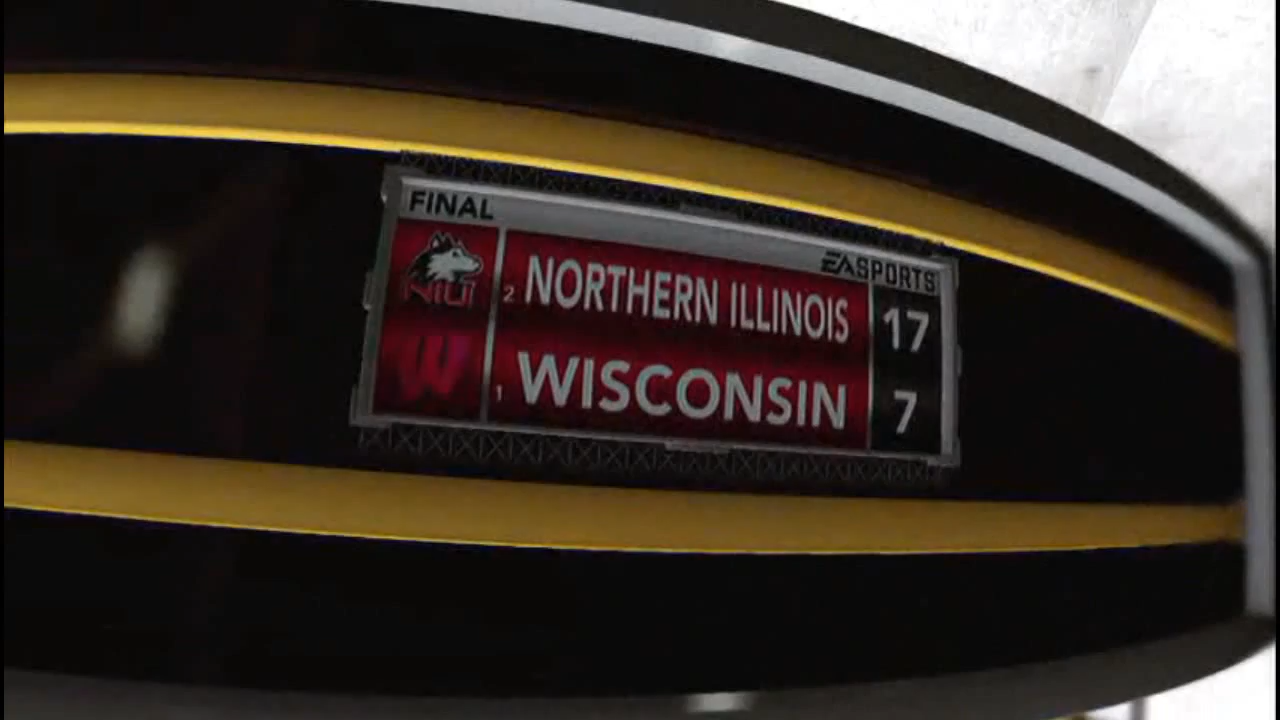 FINAL
EA SPORTS
NIU
2 NORTHERN ILLINOIS 17
W
1 WISCONSIN 7